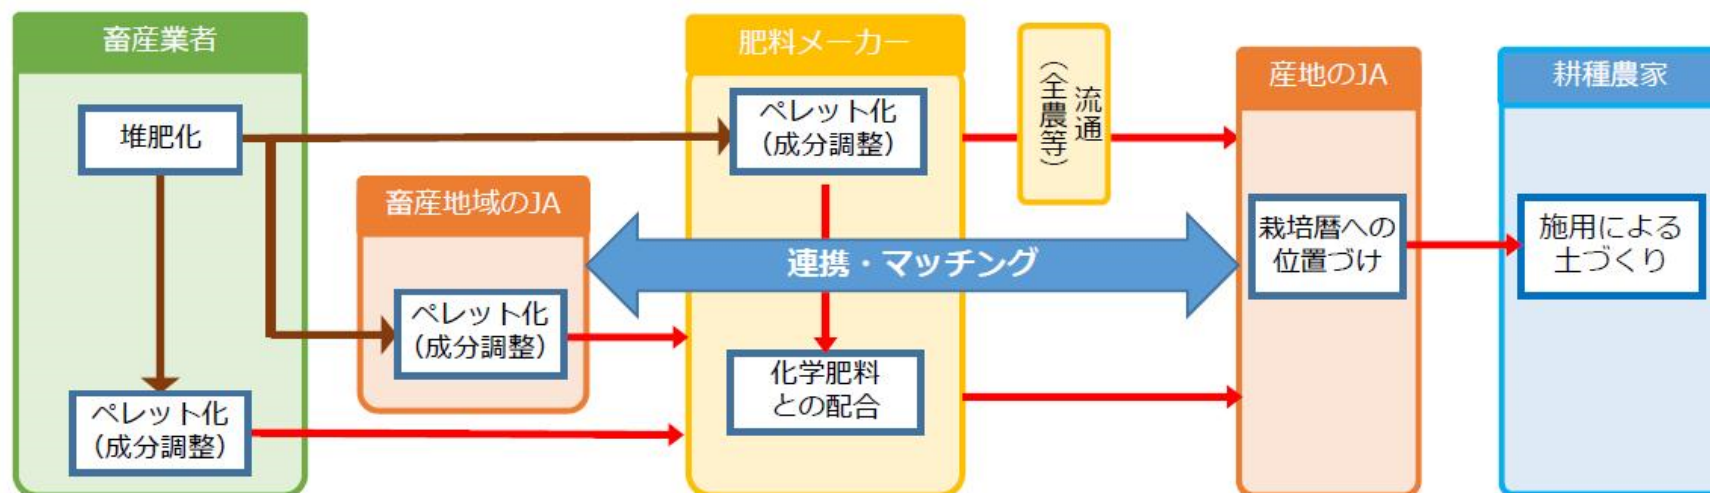 畜産業者
堆肥化
ペレット化
（成分調整）
畜産地域のJA
ペレット化
（成分調整）
肥料メーカー
ペレット化
（成分調整）
連携・マッチング
化学肥料
との配合
流通
（全農等）
産地のJA
栽培暦への
位置づけ
耕種農家
施用による
土づくり